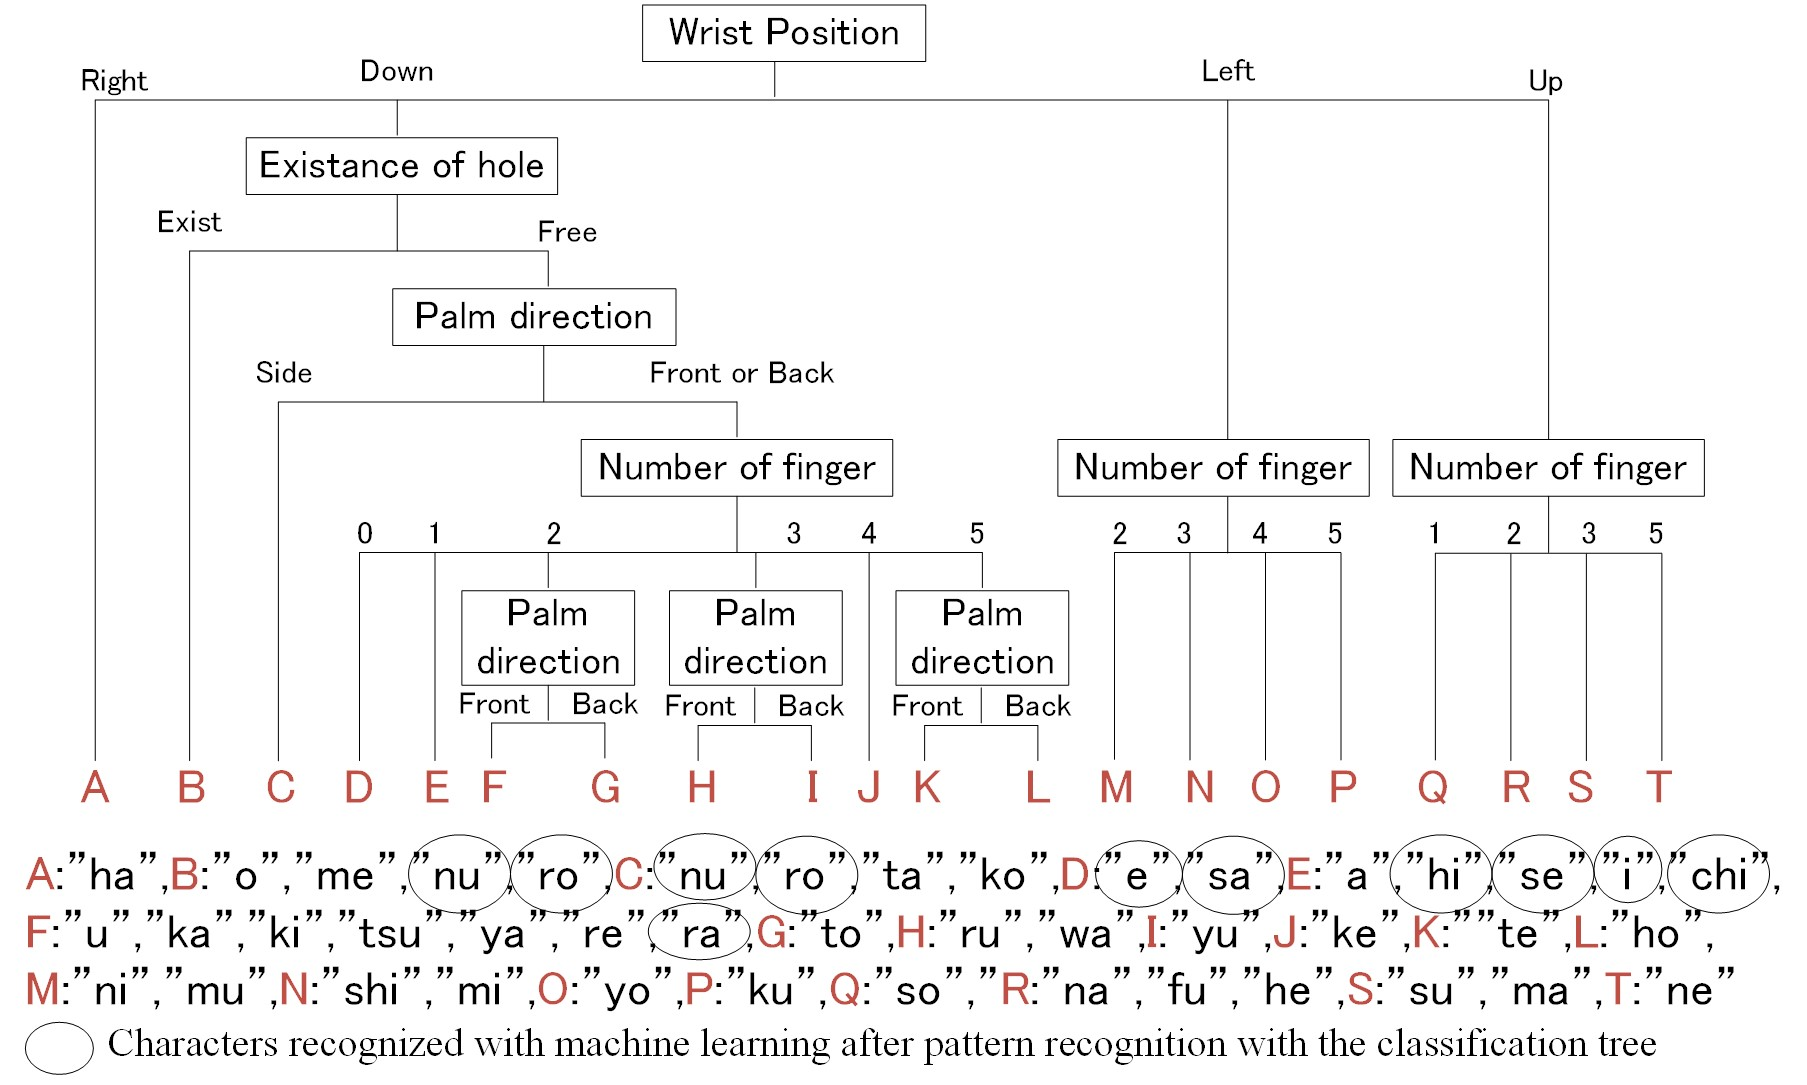 Wrist Position
Right Down Left Up
Existance of hole
Exist Free
Palm direction
Side Front or Back
Number of finger Number of finger Number of finger
0 1 2 3 4 5 2 3 4 5 1 2 3 5
Palm direction Palm direction Palm direction
Front Back Front Back Front Back
A B C D E F G H I J K L M N O P Q R S T
A:”ha”,B:”o”,”me”,”nu”,”ro”,C:”nu”,”ro”,”ta”,”ko”,D:”e”,”sa”,E:”a”,”hi”,”se”,”i”,”chi”,
F:”u”,”ka”,”ki”,”tsu”,”ya”,”re”,”ra”,G:”to”,H:”ru”,”wa”,I:”yu”,J:”ke”,K:””te”,L:”ho”,
M:”ni”,”mu”,N:”shi”,”mi”,O:”yo”,P:”ku”,Q:”so”,”R:”na”,”fu”,”he”,S:”su”,”ma”,T:”ne”
Characters recognized with machine learning after pattern recognition with the classification tree